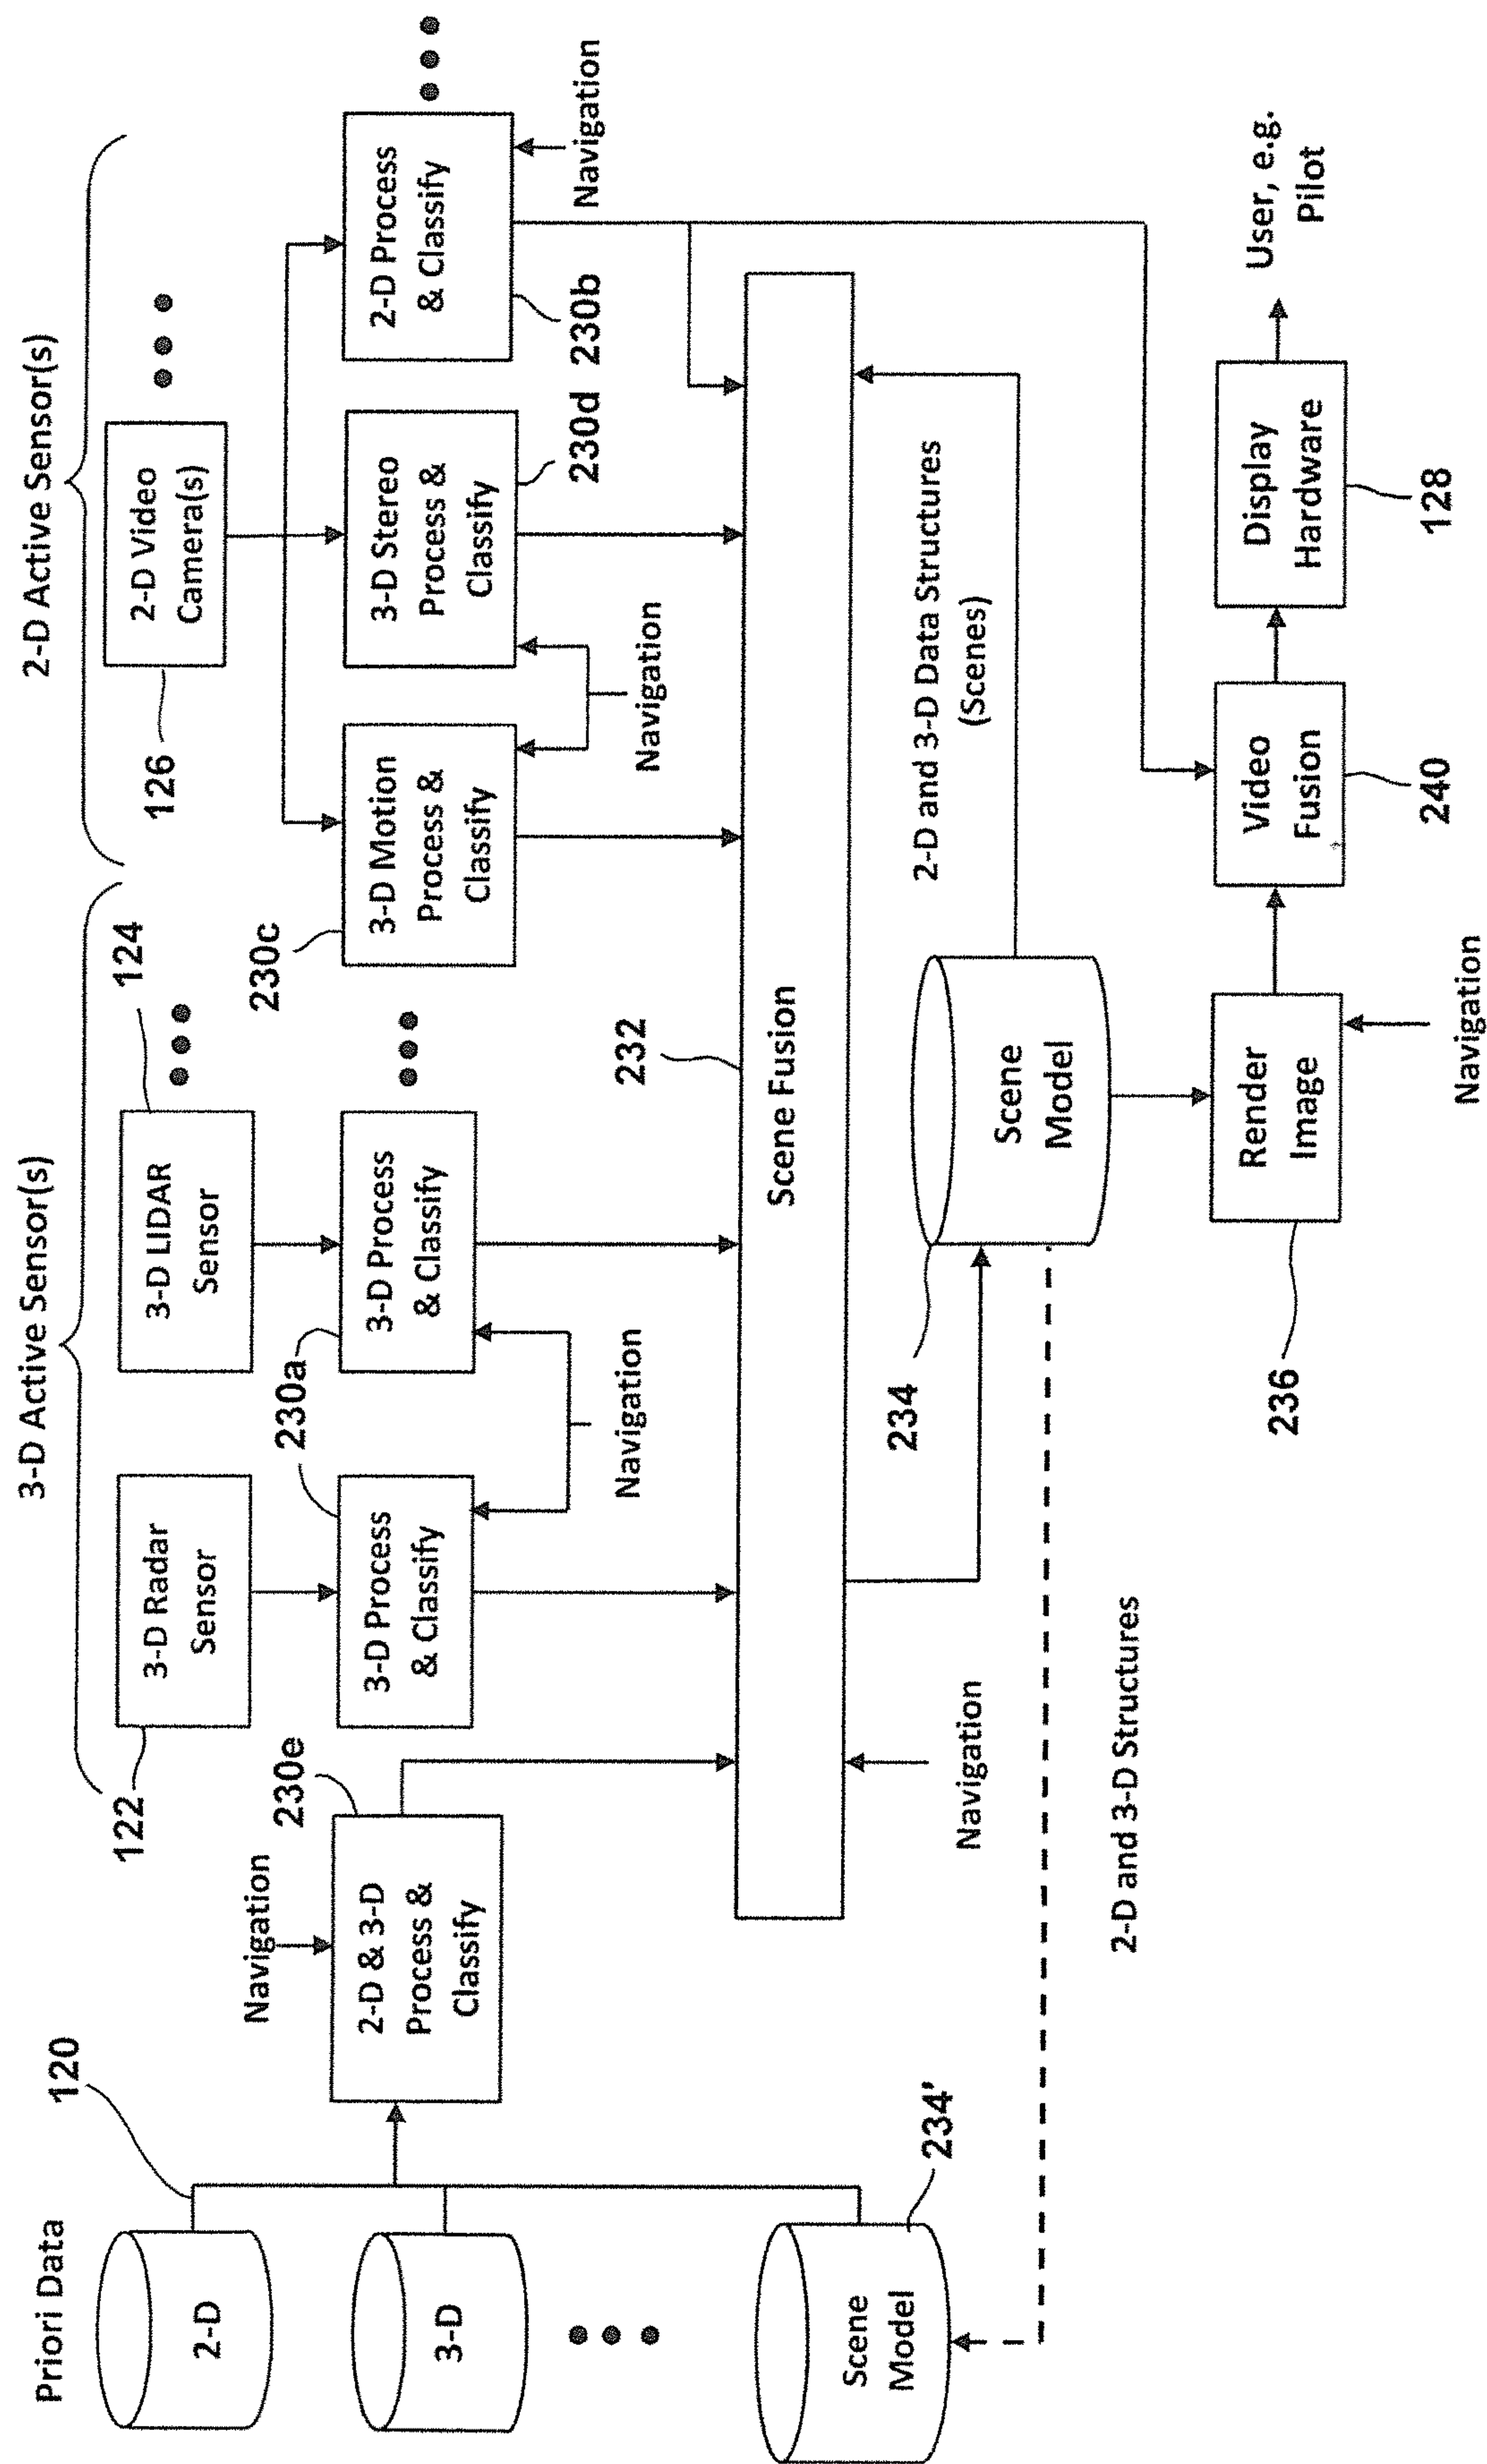 3-D Active Sensor(s)
2-D Active Sensor(s)
Priori Data
120
2-D
3-D
Scene
Model
234'
Navigation
2-D & 3-D
Process &
Classify
230e
122
3-D Radar
Sensor
124
3-D LIDAR
Sensor
126
2-D Video
Camera(s)
3-D Process
& Classify
230a
3-D Process
& Classify
Navigation
230c
3-D Motion
Process &
Classify
Navigation
3-D Stereo
Process &
Classify
230d
2-D Process
& Classify
230b
Navigation
232
Scene Fusion
Navigation
234
Scene
Model
2-D and 3-D Data Structures
(Scenes)
2-D and 3-D Structures
236
Render
Image
Navigation
Video
Fusion
240
Display
Hardware
128
User, e.g.
Pilot